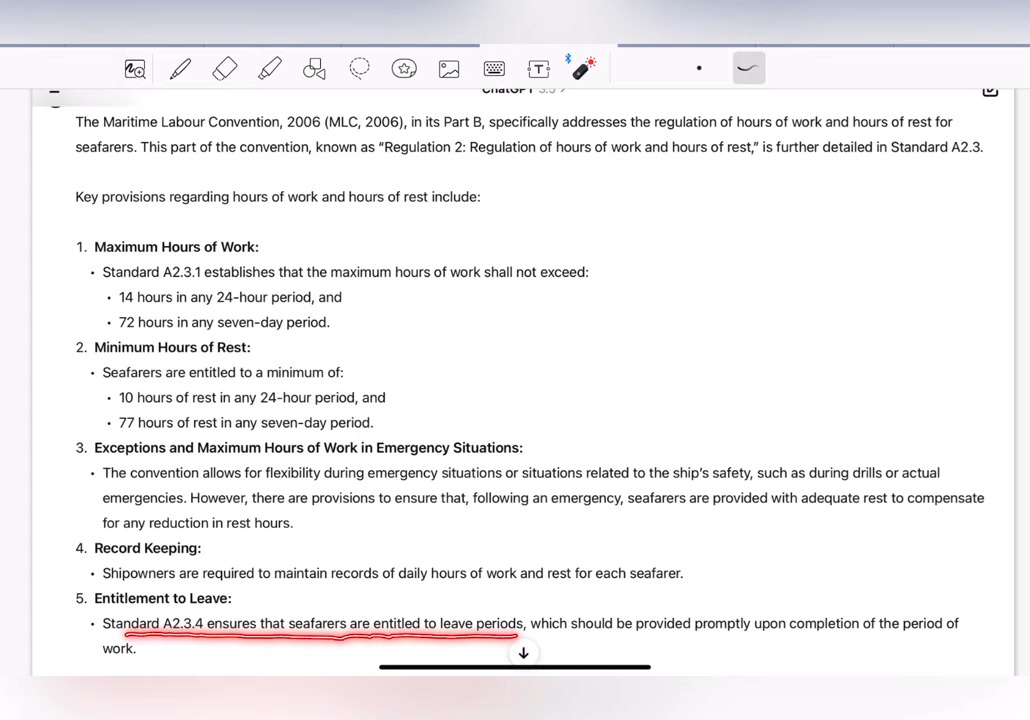 ChatGPT 3.5 >
The Maritime Labour Convention, 2006 (MLC, 2006), in its Part B, specifically addresses the regulation of hours of work and hours of rest for
seafarers. This part of the convention, known as “Regulation 2: Regulation of hours of work and hours of rest,” is further detailed in Standard A2.3.
Key provisions regarding hours of work and hours of rest include:
1. Maximum Hours of Work:
• Standard A2.3.1 establishes that the maximum hours of work shall not exceed:
• 14 hours in any 24-hour period, and
• 72 hours in any seven-day period.
2. Minimum Hours of Rest:
• Seafarers are entitled to a minimum of:
• 10 hours of rest in any 24-hour period, and
• 77 hours of rest in any seven-day period.
3. Exceptions and Maximum Hours of Work in Emergency Situations:
• The convention allows for flexibility during emergency situations or situations related to the ship’s safety, such as during drills or actual
emergencies. However, there are provisions to ensure that, following an emergency, seafarers are provided with adequate rest to compensate
for any reduction in rest hours.
4. Record Keeping:
• Shipowners are required to maintain records of daily hours of work and rest for each seafarer.
5. Entitlement to Leave:
• Standard A2.3.4 ensures that seafarers are entitled to leave periods, which should be provided promptly upon completion of the period of
work.